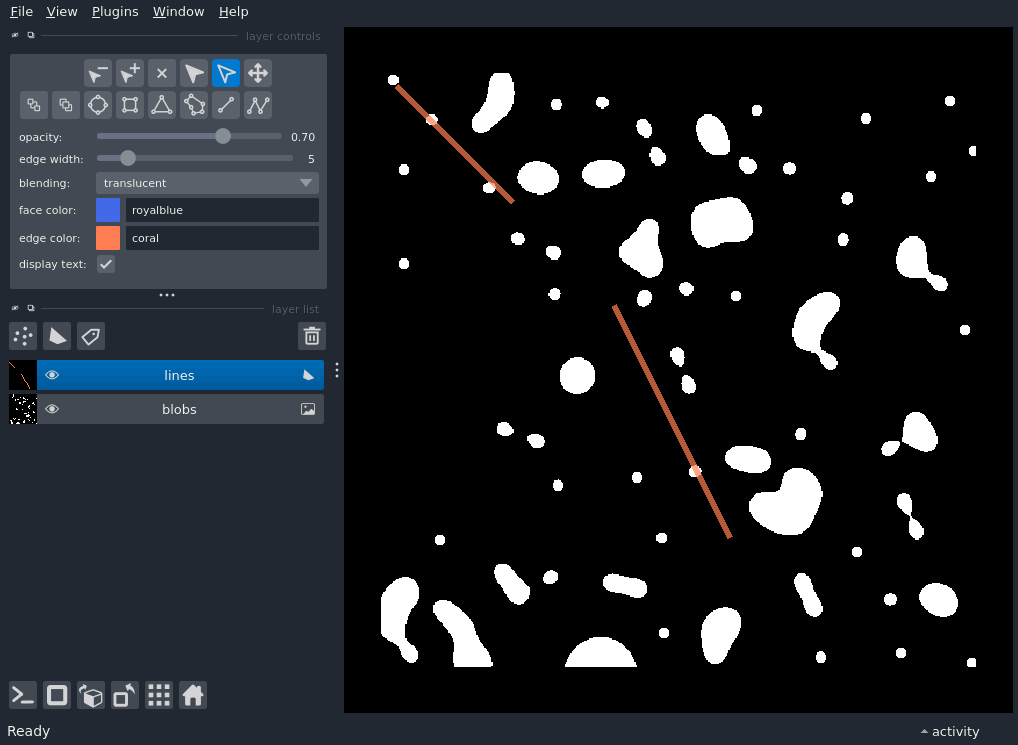 File View Plugins Window Help
layer controls
opacity: 0.70
edge width: 5
blending: translucent
face color: royalblue
edge color: coral
display text:
layer list
lines
blobs
Ready activity